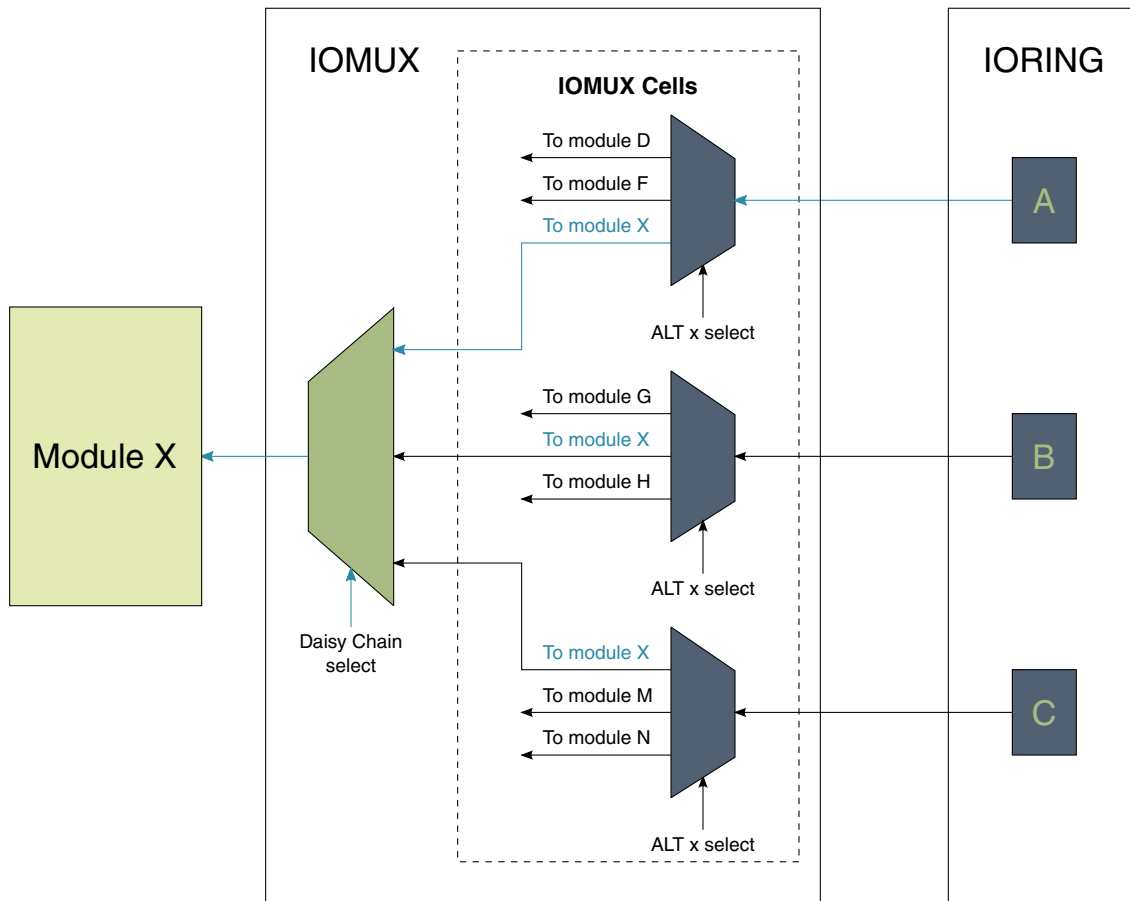 IOMUX
IORING
IOMUX Cells
To module D
To module F
To module X
A
ALT x select
To module G
To module X
To module H
B
Module X
ALT x select
Daisy Chain
select
To module X
To module M
To module N
C
ALT x select